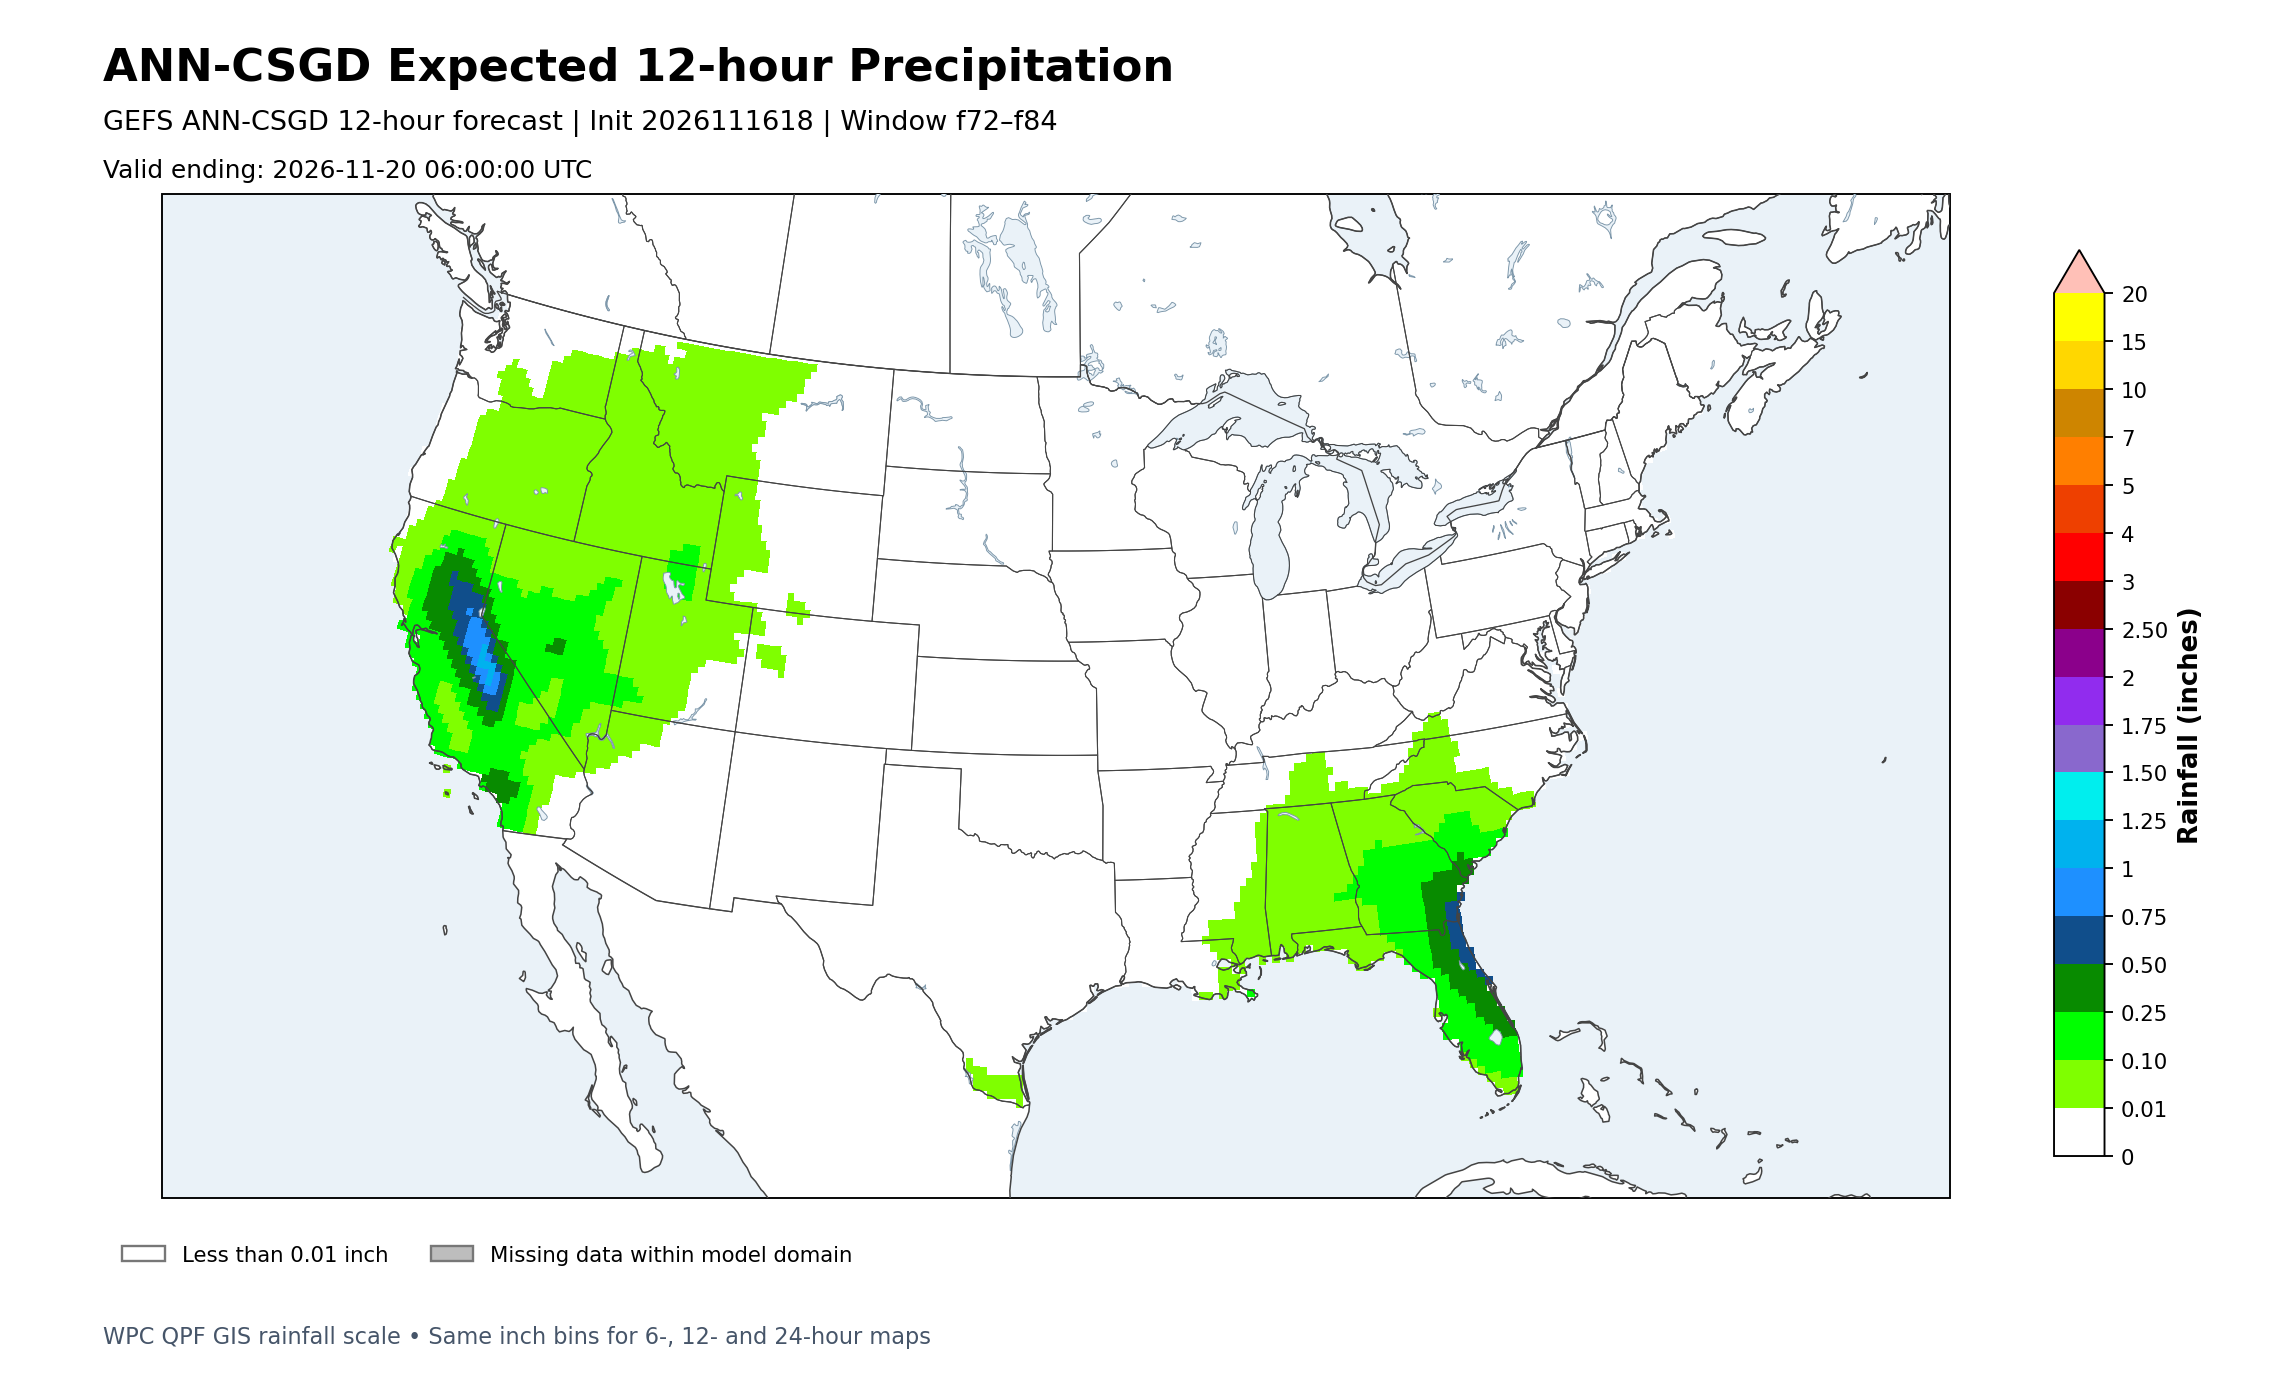 ANN-CSGD Expected 12-hour Precipitation
GEFS ANN-CSGD 12-hour forecast | Init 2026111618 | Window f72–f84
Valid ending: 2026-11-20 06:00:00 UTC
20
15
10
7
5
4
3
2.50
2
1.75
1.50
1.25
1
0.75
0.50
0.25
0.10
0.01
0
Rainfall (inches)
Less than 0.01 inch
Missing data within model domain
WPC QPF GIS rainfall scale • Same inch bins for 6-, 12- and 24-hour maps